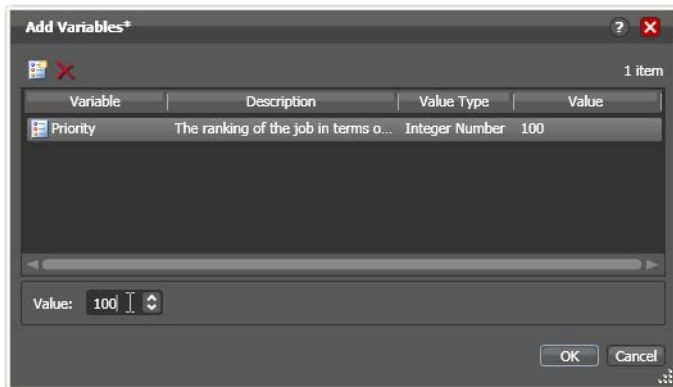 Add Variables*
?
1 item
Variable Description Value Type Value
Priority The ranking of the job in terms o... Integer Number 100
Value: 100
OK Cancel